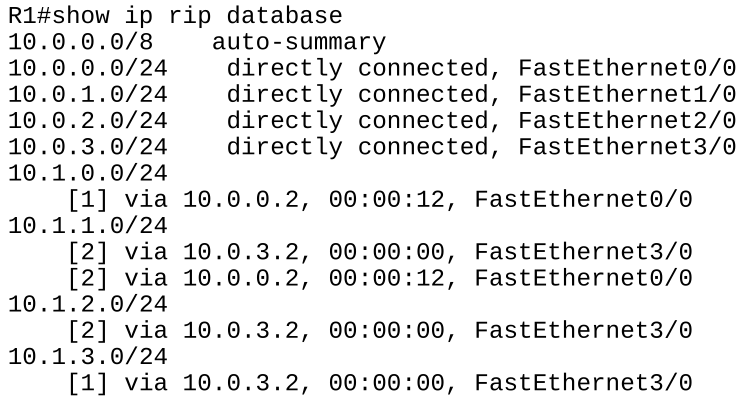 R1#show ip rip database
10.0.0.0/8    auto-summary
10.0.0.0/24    directly connected, FastEthernet0/0
10.0.1.0/24    directly connected, FastEthernet1/0
10.0.2.0/24    directly connected, FastEthernet2/0
10.0.3.0/24    directly connected, FastEthernet3/0
10.1.0.0/24
    [1] via 10.0.0.2, 00:00:12, FastEthernet0/0
10.1.1.0/24
    [2] via 10.0.3.2, 00:00:00, FastEthernet3/0
    [2] via 10.0.0.2, 00:00:12, FastEthernet0/0
10.1.2.0/24
    [2] via 10.0.3.2, 00:00:00, FastEthernet3/0
10.1.3.0/24
    [1] via 10.0.3.2, 00:00:00, FastEthernet3/0